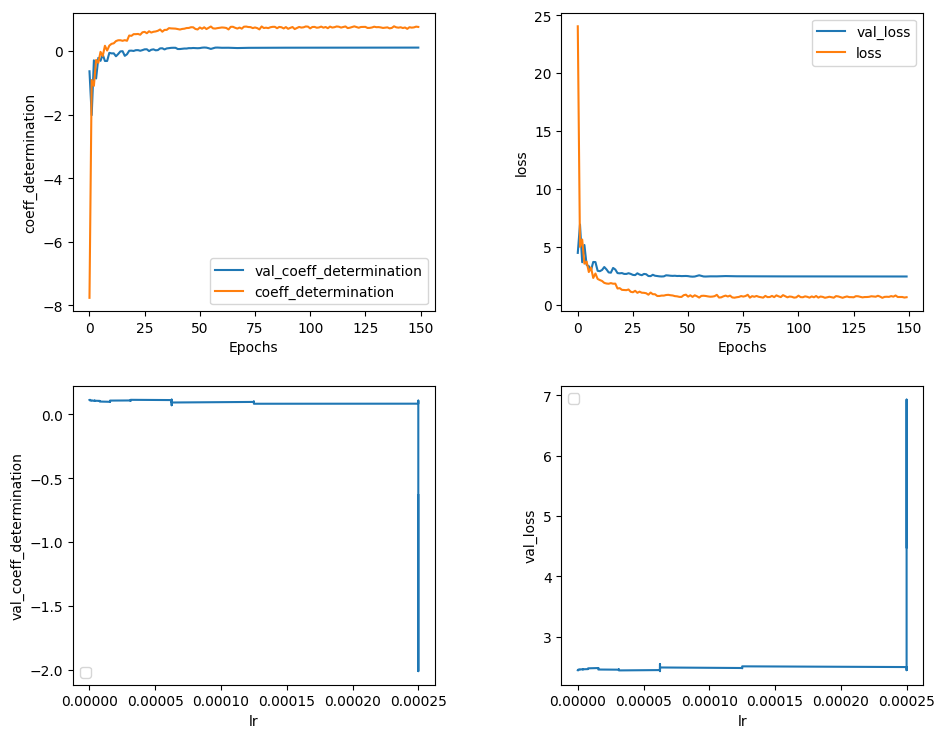 0
−2
−4
−6
−8
coeff_determination
val_coeff_determination
coeff_determination
0 25 50 75 100 125 150
Epochs
25
20
15
10
5
0
loss
val_loss
loss
0 25 50 75 100 125 150
Epochs
0.0
−0.5
−1.0
−1.5
−2.0
val_coeff_determination
0.00000 0.00005 0.00010 0.00015 0.00020 0.00025
lr
7
6
5
4
3
val_loss
0.00000 0.00005 0.00010 0.00015 0.00020 0.00025
lr